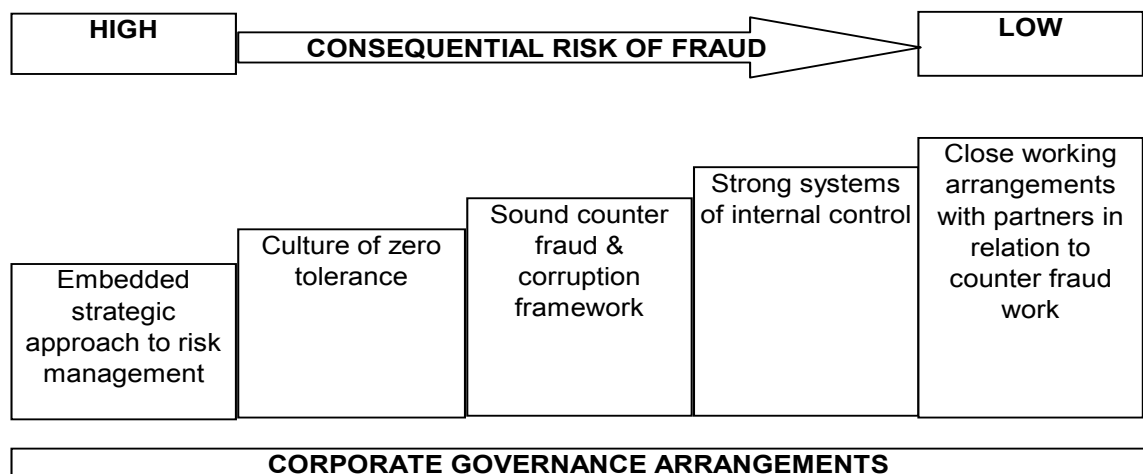 HIGH
CONSEQUENTIAL RISK OF FRAUD
LOW
Embedded
strategic
approach to risk
management
Culture of zero
tolerance
Sound counter
fraud &
corruption
framework
Strong systems
of internal control
Close working
arrangements
with partners in
relation to
counter fraud
work
CORPORATE GOVERNANCE ARRANGEMENTS